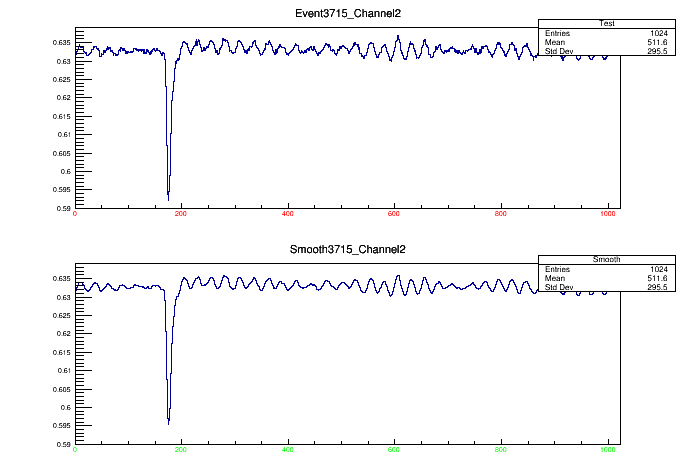 Event3715_Channel2
Test
Entries 1024
Mean 511.6
Std Dev 295.5
0.635
0.63
0.625
0.62
0.615
0.61
0.605
0.6
0.595
0.59
0 200 400 600 800 1000
Smooth3715_Channel2
Smooth
Entries 1024
Mean 511.6
Std Dev 295.5
0.635
0.63
0.625
0.62
0.615
0.61
0.605
0.6
0.595
0.59
0 200 400 600 800 1000